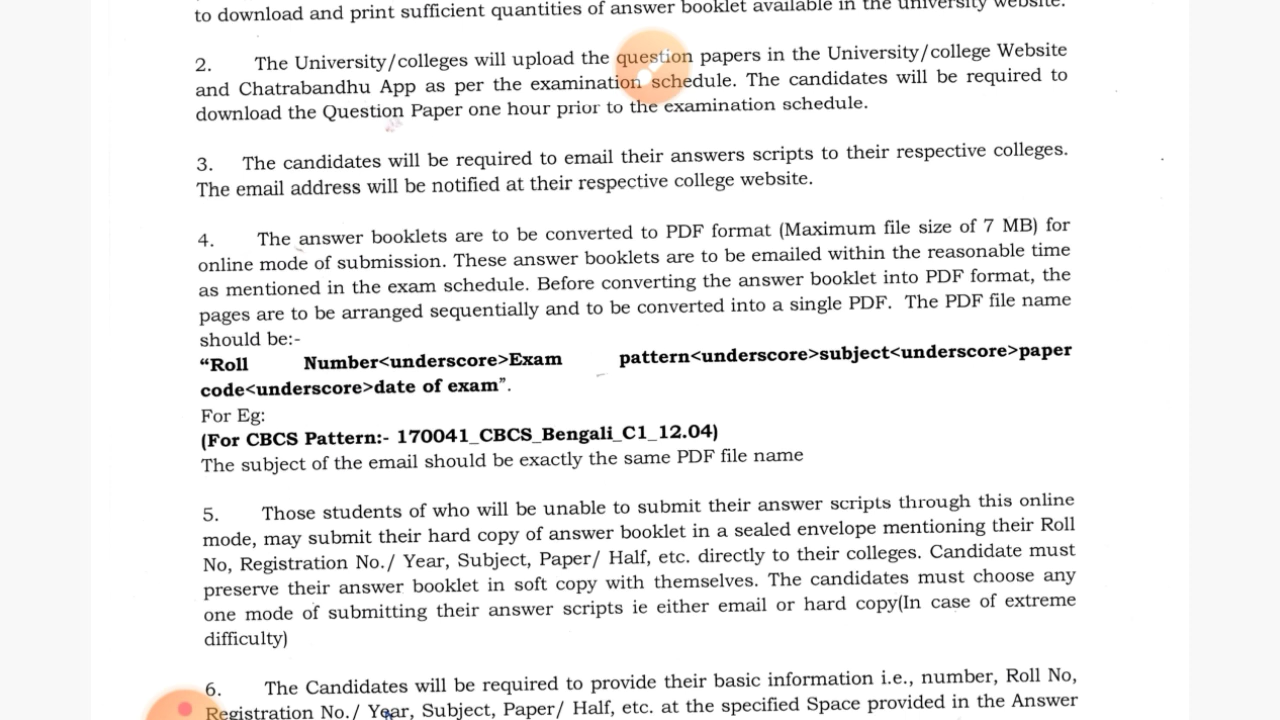 to download and print sufficient quantities of answer booklet available in the university website.
2. The University/colleges will upload the question papers in the University/college Website
and Chatrabandhu App as per the examination schedule. The candidates will be required to
download the Question Paper one hour prior to the examination schedule.
3. The candidates will be required to email their answers scripts to their respective colleges.
The email address will be notified at their respective college website.
4. The answer booklets are to be converted to PDF format (Maximum file size of 7 MB) for
online mode of submission. These answer booklets are to be emailed within the reasonable time
as mentioned in the exam schedule. Before converting the answer booklet into PDF format, the
pages are to be arranged sequentially and to be converted into a single PDF. The PDF file name
should be:-
“Roll Number<underscore>Exam pattern<underscore>subject<underscore>paper
code<underscore>date of exam”.
For Eg:
(For CBCS Pattern:- 170041_CBCS_Bengali_C1_12.04)
The subject of the email should be exactly the same PDF file name
5. Those students of who will be unable to submit their answer scripts through this online
mode, may submit their hard copy of answer booklet in a sealed envelope mentioning their Roll
No, Registration No./ Year, Subject, Paper/ Half, etc. directly to their colleges. Candidate must
preserve their answer booklet in soft copy with themselves. The candidates must choose any
one mode of submitting their answer scripts ie either email or hard copy(In case of extreme
difficulty)
6. The Candidates will be required to provide their basic information i.e., number, Roll No,
Registration No./ Year, Subject, Paper/ Half, etc. at the specified Space provided in the Answer